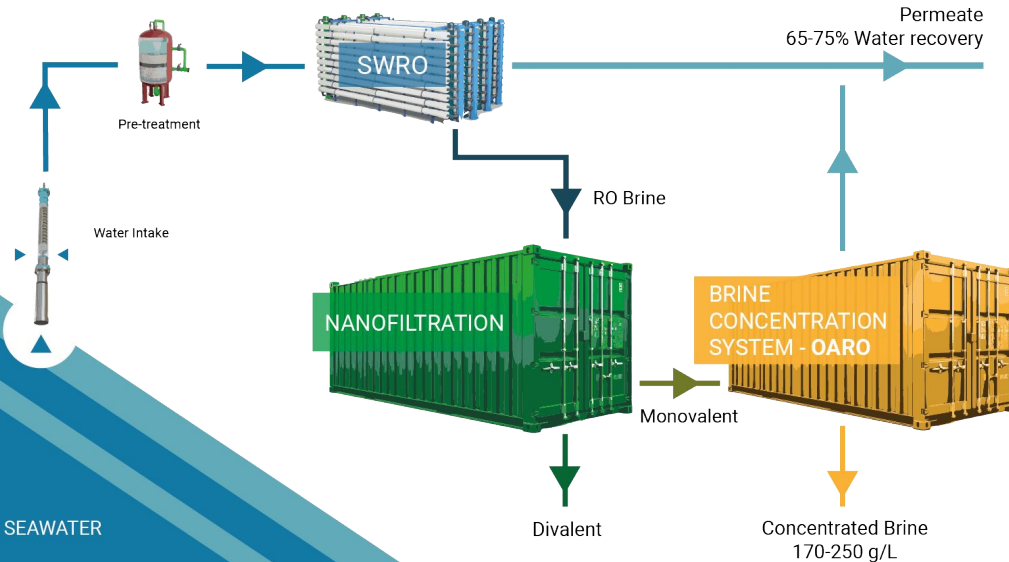 Permeate
65-75% Water recovery
SWRO
Pre-treatment
RO Brine
Water Intake
NANOFILTRATION
BRINE
CONCENTRATION
SYSTEM - OARO
Monovalent
SEAWATER
Divalent
Concentrated Brine
170-250 g/L